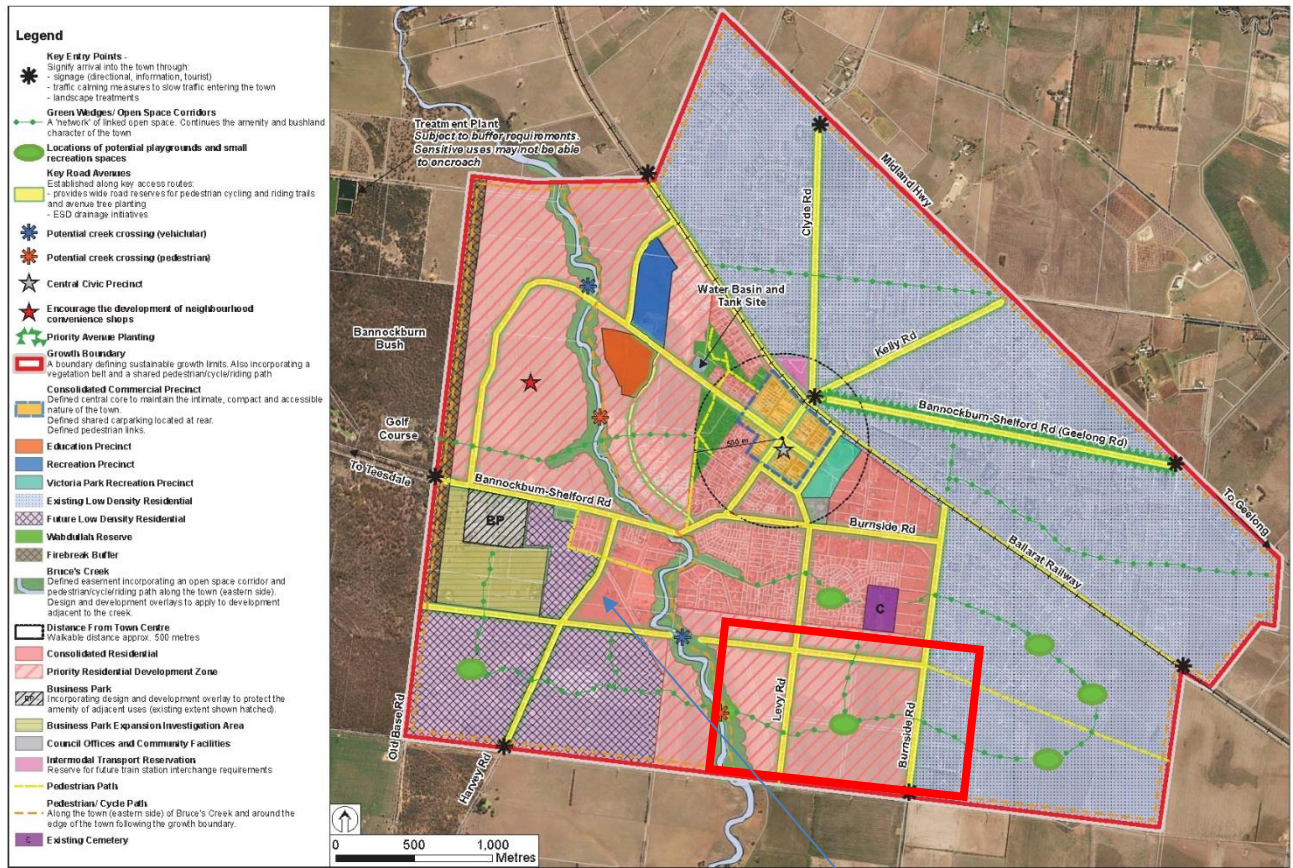 Legend
Key Entry Points -
Signify arrival into the town through:
- signage (directional, information, tourist)
- traffic calming measures to slow traffic entering the town
- landscape treatments
Green Wedges/ Open Space Corridors
A 'network' of linked open space. Continues the amenity and bushland
character of the town
Locations of potential playgrounds and small
recreation spaces
Key Road Avenues
Established along key access routes:
- provides wide road reserves for pedestrian cycling and riding trails
and avenue tree planting
- ESD drainage initiatives
Potential creek crossing (vehiclular)
Potential creek crossing (pedestrian)
Central Civic Precinct
Encourage the development of neighbourhood
convenience shops
Priority Avenue Planting
Growth Boundary
A boundary defining sustainable growth limits. Also incorporating a
vegetation belt and a shared pedestrian/cycle/riding path
Consolidated Commercial Precinct
Defined central core to maintain the intimate, compact and accessible
nature of the town.
Defined shared carparking located at rear.
Defined pedestrian links.
Education Precinct
Recreation Precinct
Victoria Park Recreation Precinct
Existing Low Density Residential
Future Low Density Residential
Wabdullah Reserve
Firebreak Buffer
Bruce's Creek
Defined easement incorporating an open space corridor and
pedestrian/cycle/riding path along the town (eastern side).
Design and development overlays to apply to development
adjacent to the creek.
Distance From Town Centre
Walkable distance approx. 500 metres
Consolidated Residential
Priority Residential Development Zone
Business Park
Incorporating design and development overlay to protect the
amenity of adjacent uses (existing extent shown hatched).
BP
Business Park Expansion Investigation Area
Council Offices and Community Facilities
Intermodal Transport Reservation
Reserve for future train station interchange requirements
Pedestrian Path
Pedestrian/ Cycle Path
Along the town (eastern side) of Bruce's Creek and around the
edge of the town following the growth boundary.
C
Existing Cemetery
Treatment Plant
Subject to buffer requirements.
Sensitive uses may not be able
to encroach
Midland Hwy
Clyde Rd
Water Basin and
Tank Site
Kelly Rd
Bannockburn
Bush
Bannockburn-Shelford Rd (Geelong Rd)
Golf
Course
500 m
To Teesdale
To Geelong
Bannockburn-Shelford Rd
BP
Burnside Rd
Ballarat Railway
C
Levy Rd
Burnside Rd
Old Base Rd
Harvey Rd
0 500 1,000
Metres